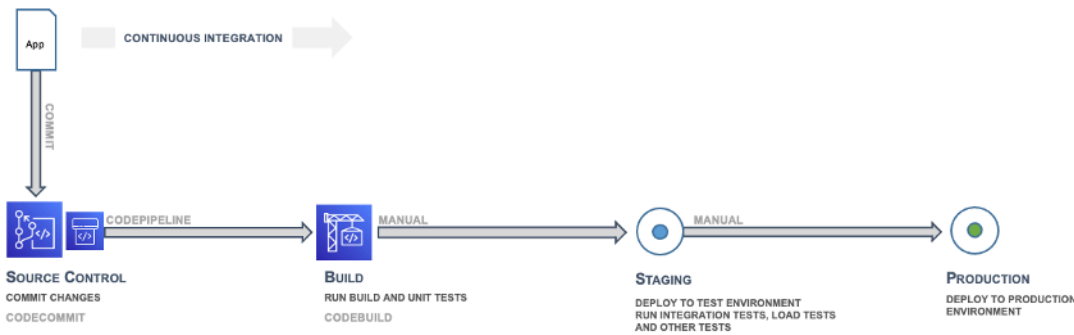 App
CONTINUOUS INTEGRATION
COMMIT
CODEPIPELINE
MANUAL
MANUAL
SOURCE CONTROL
COMMIT CHANGES
CODECOMMIT
BUILD
RUN BUILD AND UNIT TESTS
CODEBUILD
STAGING
DEPLOY TO TEST ENVIRONMENT
RUN INTEGRATION TESTS, LOAD TESTS
AND OTHER TESTS
PRODUCTION
DEPLOY TO PRODUCTION
ENVIRONMENT